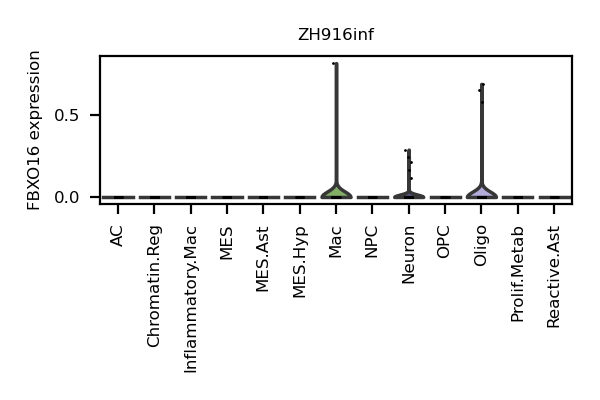 ZH916inf
FBXO16 expression
0.5
0.0
AC
Chromatin.Reg
Inflammatory.Mac
MES
MES.Ast
MES.Hyp
Mac
NPC
Neuron
OPC
Oligo
Prolif.Metab
Reactive.Ast